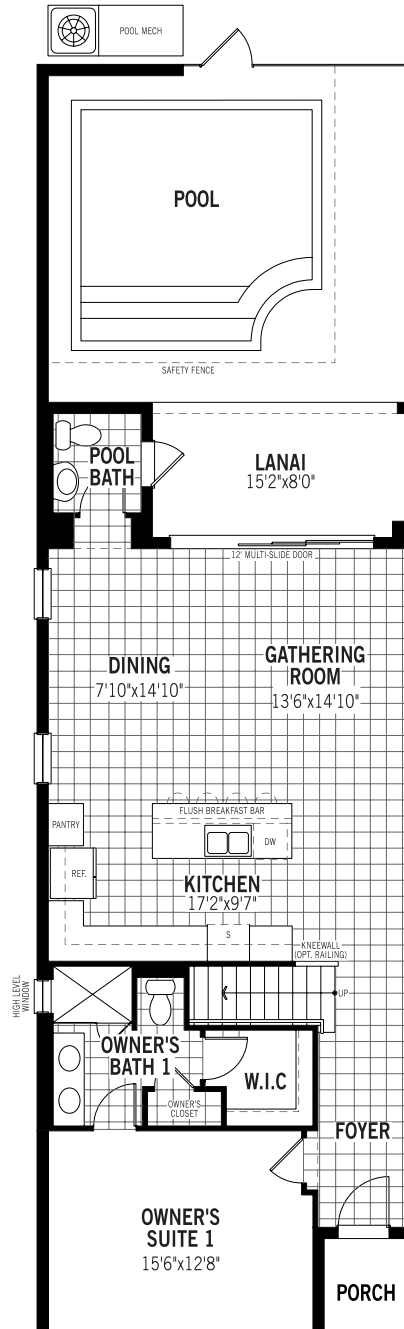 POOL MECH
POOL
SAFETY FENCE
POOL
BATH
LANAI
15'2"x8'0"
12' MULTI-SLIDE DOOR
DINING
7'10"x14'10"
GATHERING
ROOM
13'6"x14'10"
PANTRY
FLUSH BREAKFAST BAR
DW
REF.
KITCHEN
17'2"x9'7"
S
KNEEWALL
(OPT. RAILING)
HIGH LEVEL
WINDOW
UP
OWNER'S
BATH 1
W.I.C
OWNER'S
CLOSET
FOYER
OWNER'S
SUITE 1
15'6"x12'8"
PORCH